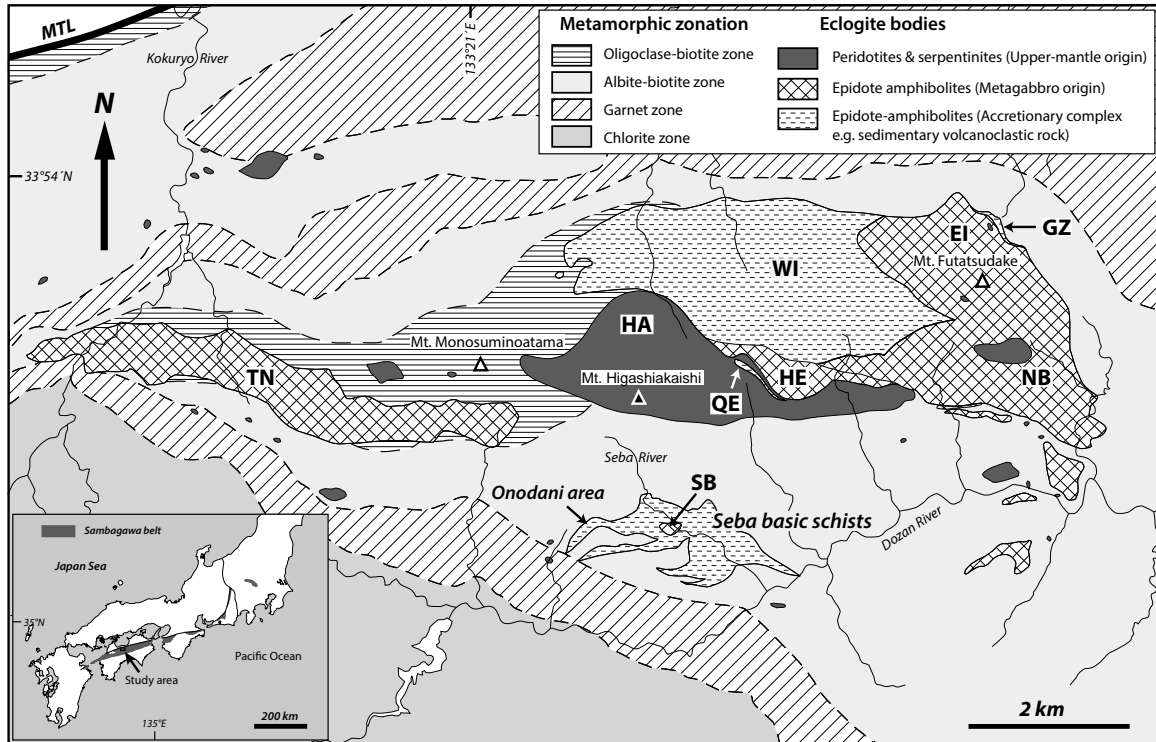 MTL
Kokuryo River
133°21´ E
N
33°54´N
Metamorphic zonation
Oligoclase-biotite zone
Albite-biotite zone
Garnet zone
Chlorite zone
Eclogite bodies
Peridotites & serpentinites (Upper-mantle origin)
Epidote amphibolites (Metagabbro origin)
Epidote-amphibolites (Accretionary complex
e.g. sedimentary volcanoclastic rock)
EI
GZ
WI
Mt. Futatsudake
HA
Mt. Monosuminoatama
TN
Mt. Higashiakaishi
HE
NB
QE
Seba River
SB
Onodani area
Seba basic schists
Dozan River
Sambagawa belt
Japan Sea
35°N
Pacific Ocean
Study area
135°E
200 km
2 km